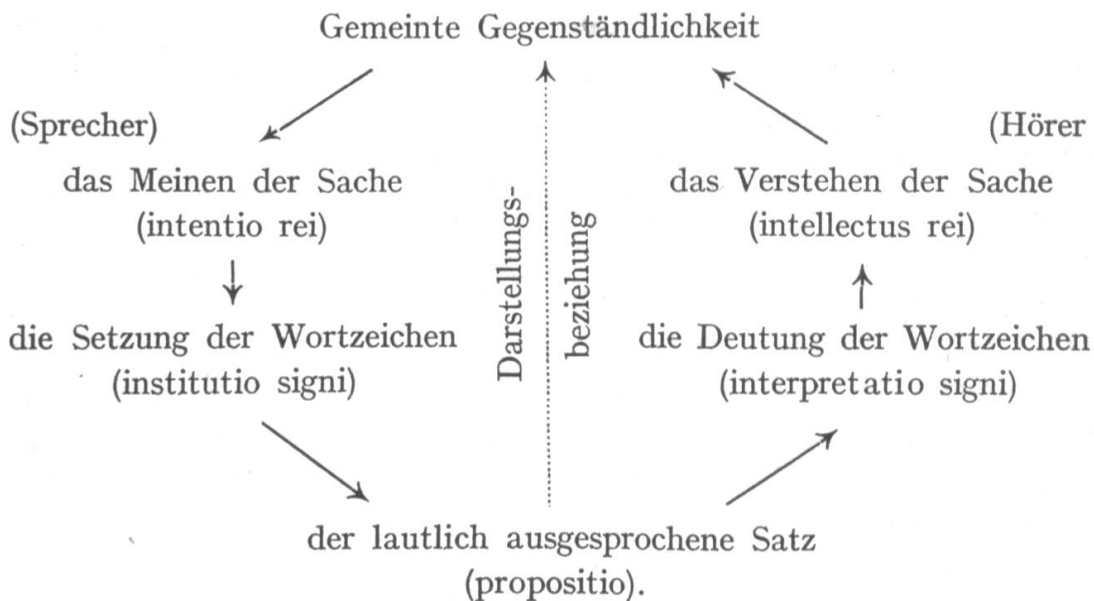 Gemeinte Gegenständlichkeit
(Sprecher)
(Hörer
das Meinen der Sache
(intentio rei)
das Verstehen der Sache
(intellectus rei)
Darstellungs-
beziehung
die Setzung der Wortzeichen
(institutio signi)
die Deutung der Wortzeichen
(interpretatio signi)
der lautlich ausgesprochene Satz
(propositio).